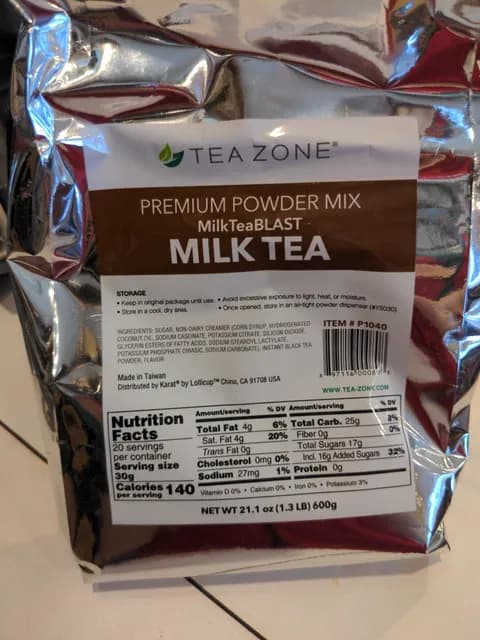 TEA ZONE®
PREMIUM POWDER MIX
MilkTeaBLAST
MILK TEA
STORAGE
• Keep in original package until use. • Avoid excessive exposure to light, heat, or moisture.
• Store in a cool, dry area. • Once opened, store in an air-tight powder dispenser (#P5030).
INGREDIENTS: SUGAR, NON-DAIRY CREAMER (CORN SYRUP, HYDROGENATED
COCONUT OIL, SODIUM CASEINATE, POTASSIUM CITRATE, SILICON DIOXIDE,
GLYCERIN ESTERS OF FATTY ACIDS, SODIUM STEAROYL LACTYLATE,
POTASSIUM PHOSPHATE DIBASIC, SODIUM CARBONATE), INSTANT BLACK TEA
POWDER, FLAVOR
ITEM # P1040
Made in Taiwan
Distributed by Karat® by Lollicup™ Chino, CA 91708 USA
WWW.TEA-ZONE.COM
Nutrition
Facts
20 servings
per container
Serving size
30g
Calories 140
per serving
Amount/serving % DV
Total Fat 4g 6%
Sat. Fat 4g 20%
Trans Fat 0g
Cholesterol 0mg 0%
Sodium 27mg 1%
Amount/serving % DV
Total Carb. 25g
Fiber 0g 0%
Total Sugars 17g
Incl. 16g Added Sugars 32%
Protein 0g
Vitamin D 0% • Calcium 0% • Iron 0% • Potassium 3%
NET WT 21.1 oz (1.3 LB) 600g